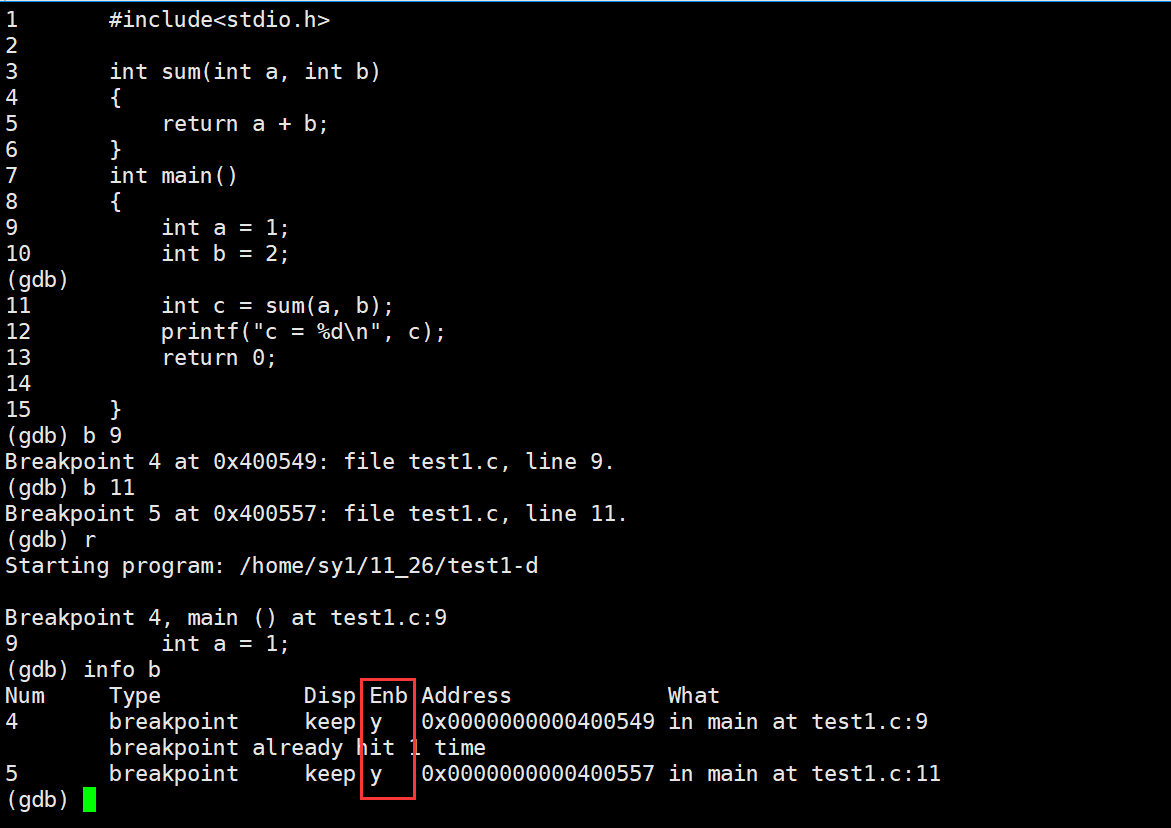 1       #include<stdio.h>
2
3       int sum(int a, int b)
4       {
5           return a + b;
6       }
7       int main()
8       {
9           int a = 1;
10          int b = 2;
(gdb)
11          int c = sum(a, b);
12          printf("c = %d\n", c);
13          return 0;
14
15      }
(gdb) b 9
Breakpoint 4 at 0x400549: file test1.c, line 9.
(gdb) b 11
Breakpoint 5 at 0x400557: file test1.c, line 11.
(gdb) r
Starting program: /home/sy1/11_26/test1-d

Breakpoint 4, main () at test1.c:9
9           int a = 1;
(gdb) info b
Num     Type           Disp Enb Address            What
4       breakpoint     keep y   0x0000000000400549 in main at test1.c:9
        breakpoint already hit 1 time
5       breakpoint     keep y   0x0000000000400557 in main at test1.c:11
(gdb)